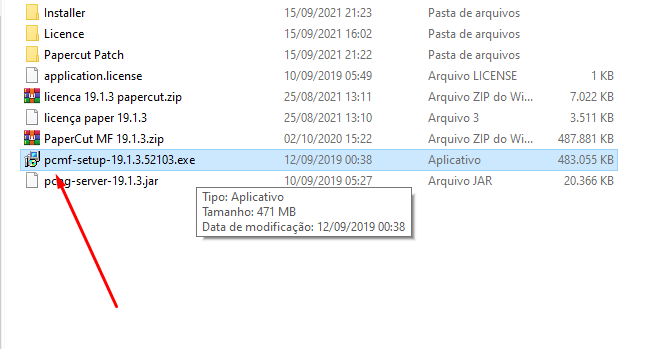 Installer 15/09/2021 21:23 Pasta de arquivos
Licence 15/09/2021 16:02 Pasta de arquivos
Papercut Patch 15/09/2021 21:22 Pasta de arquivos
application.license 10/09/2019 05:49 Arquivo LICENSE 1 KB
licenca 19.1.3 papercut.zip 25/08/2021 13:11 Arquivo ZIP do Wi... 7.022 KB
licença paper 19.1.3 25/08/2021 13:10 Arquivo 3 3.511 KB
PaperCut MF 19.1.3.zip 02/10/2020 15:22 Arquivo ZIP do Wi... 487.881 KB
pcmf-setup-19.1.3.52103.exe 12/09/2019 00:38 Aplicativo 483.055 KB
-server-19.1.3.jar 10/09/2019 05:27 Arquivo JAR 20.366 KB
Tipo: Aplicativo
Tamanho: 471 MB
Data de modificação: 12/09/2019 00:38